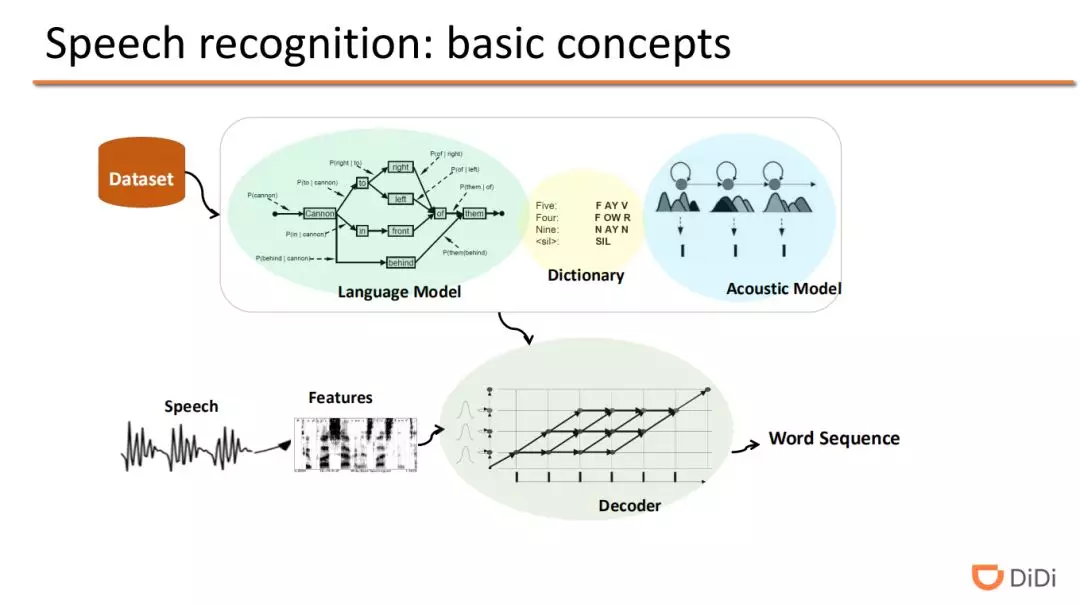 Speech recognition: basic concepts
Dataset
P(cannon)
P(to | cannon)
P(in | cannon)
P(behind | cannon)
P(right | to)
P(of | right)
P(of | left)
P(them | of)
P(them|behind)
Cannon
to
in
right
left
front
behind
of
them
Language Model
Five: F AY V
Four: F OW R
Nine: N AY N
<sil>: SIL
Dictionary
Acoustic Model
Speech
Features
Decoder
Word Sequence
DiDi